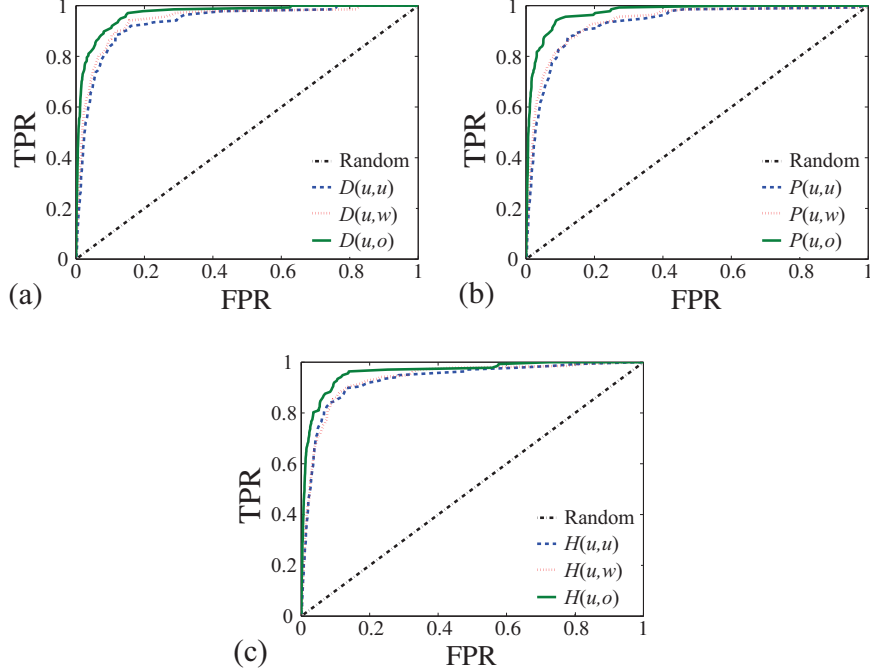 1
0.8
0.6
0.4
0.2
0
0 0.2 0.4 0.6 0.8 1
TPR
FPR
Random
D(u,u)
D(u,w)
D(u,o)
(a)
1
0.8
0.6
0.4
0.2
0
0 0.2 0.4 0.6 0.8 1
TPR
FPR
Random
P(u,u)
P(u,w)
P(u,o)
(b)
1
0.8
0.6
0.4
0.2
0
0 0.2 0.4 0.6 0.8 1
TPR
FPR
Random
H(u,u)
H(u,w)
H(u,o)
(c)